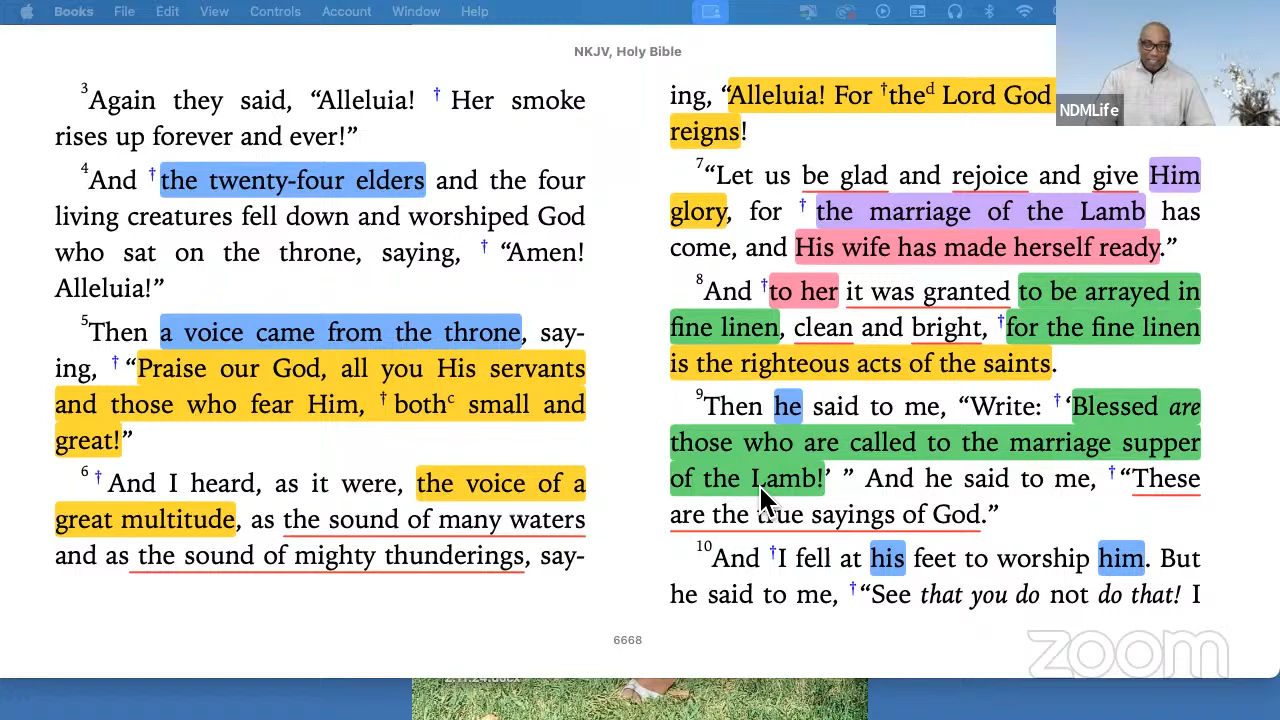 Books File Edit View Controls Account Window Help
NKJV, Holy Bible
3Again they said, “Alleluia! † Her smoke
rises up forever and ever!”
4And †the twenty-four elders and the four
living creatures fell down and worshiped God
who sat on the throne, saying, † “Amen!
Alleluia!”
5Then a voice came from the throne, say-
ing, † “Praise our God, all you His servants
and those who fear Him, †bothc small and
great!”
6 † And I heard, as it were, the voice of a
great multitude, as the sound of many waters
and as the sound of mighty thunderings, say-
ing, “Alleluia! For †thed Lord God
reigns!
7“Let us be glad and rejoice and give Him
glory, for † the marriage of the Lamb has
come, and His wife has made herself ready.”
8And †to her it was granted to be arrayed in
fine linen, clean and bright, †for the fine linen
is the righteous acts of the saints.
9Then he said to me, “Write: †‘Blessed are
those who are called to the marriage supper
of the Lamb!’ ” And he said to me, †“These
are the true sayings of God.”
10And †I fell at his feet to worship him. But
he said to me, †“See that you do not do that! I
6668
NDMLife
zoom